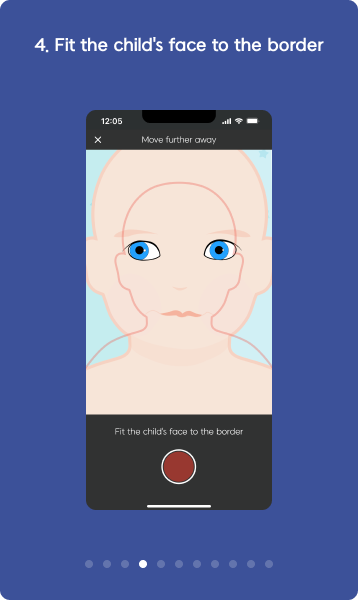 4. Fit the child's face to the border
12:05
Move further away
Fit the child's face to the border